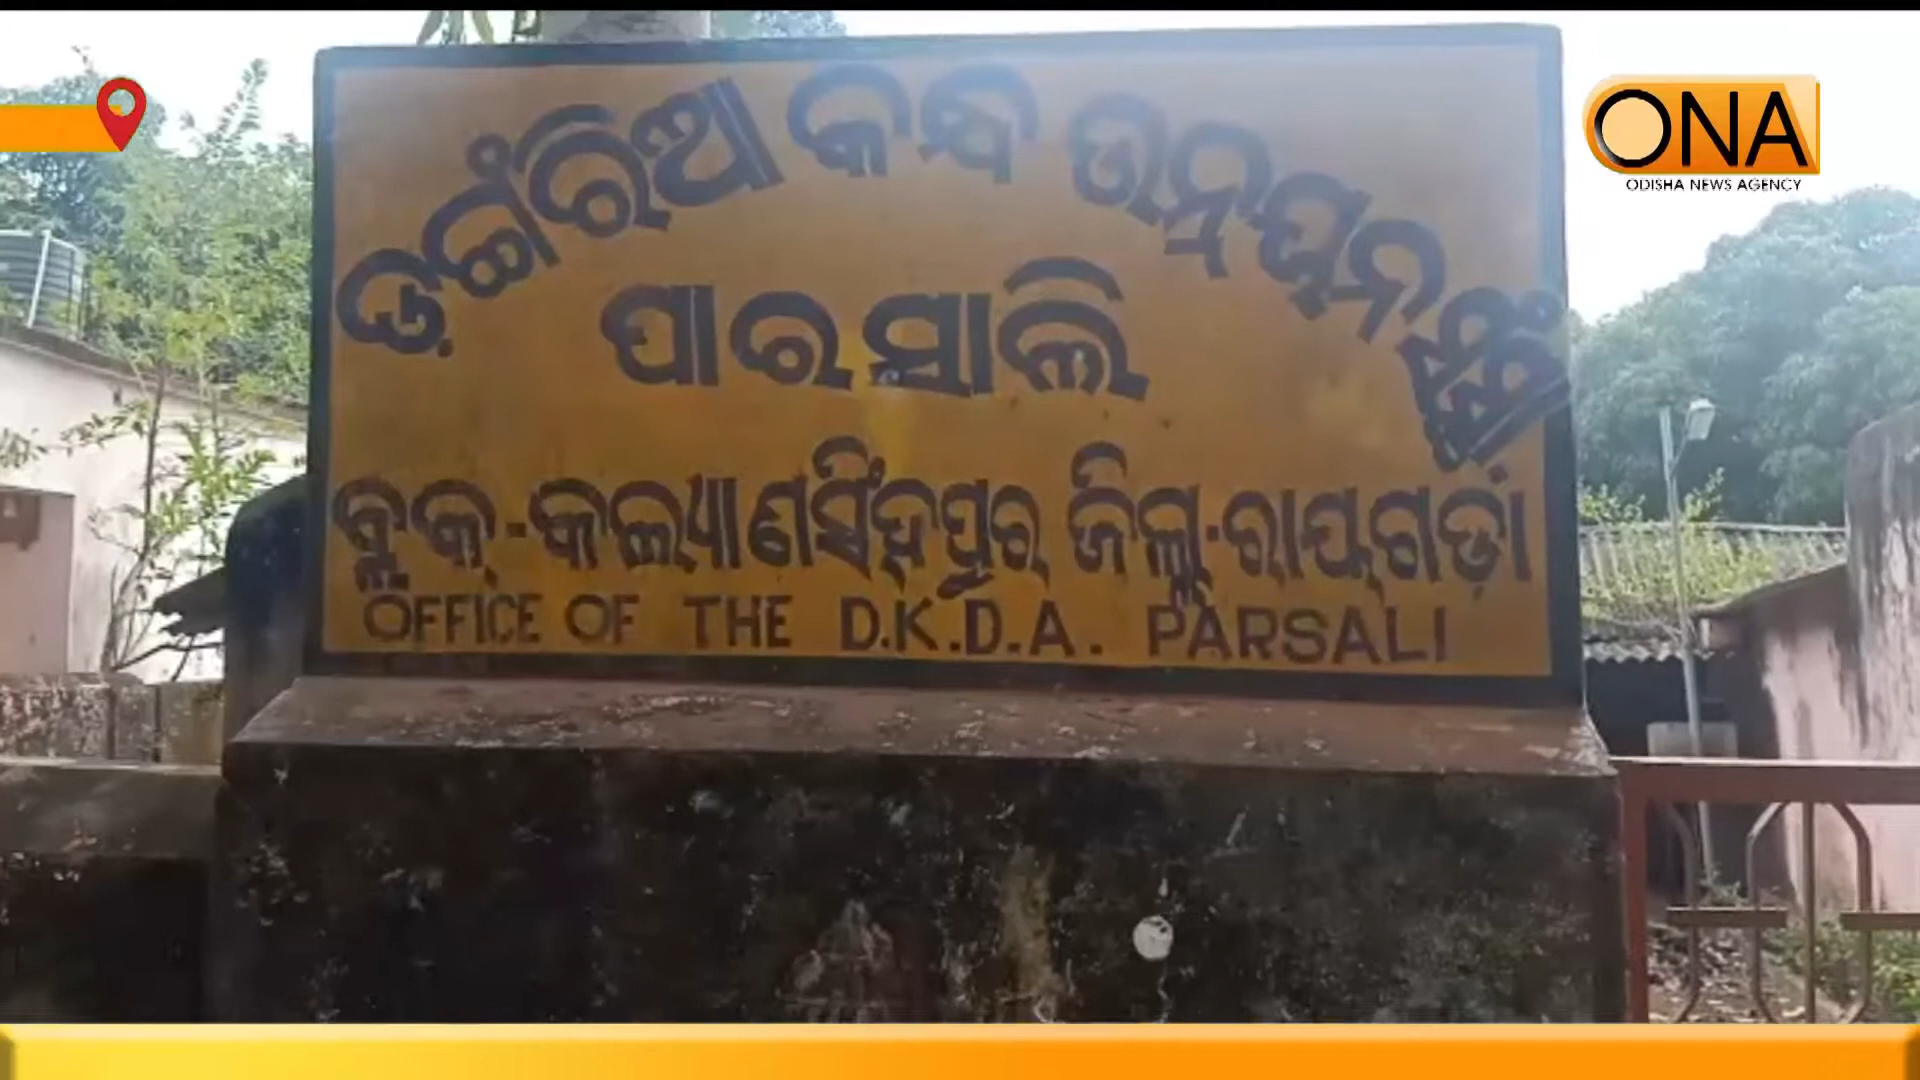 ଡଙ୍ଗରିଆ କନ୍ଧ ଉନ୍ନୟନ ସଂସ୍ଥା
ପାରସାଲି
ବ୍ଲକ୍-କଲ୍ୟାଣସିଂହପୁର ଜିଲ୍ଲା-ରାୟଗଡ଼ା
OFFICE OF THE D.K.D.A. PARSALI
ONA
ODISHA NEWS AGENCY